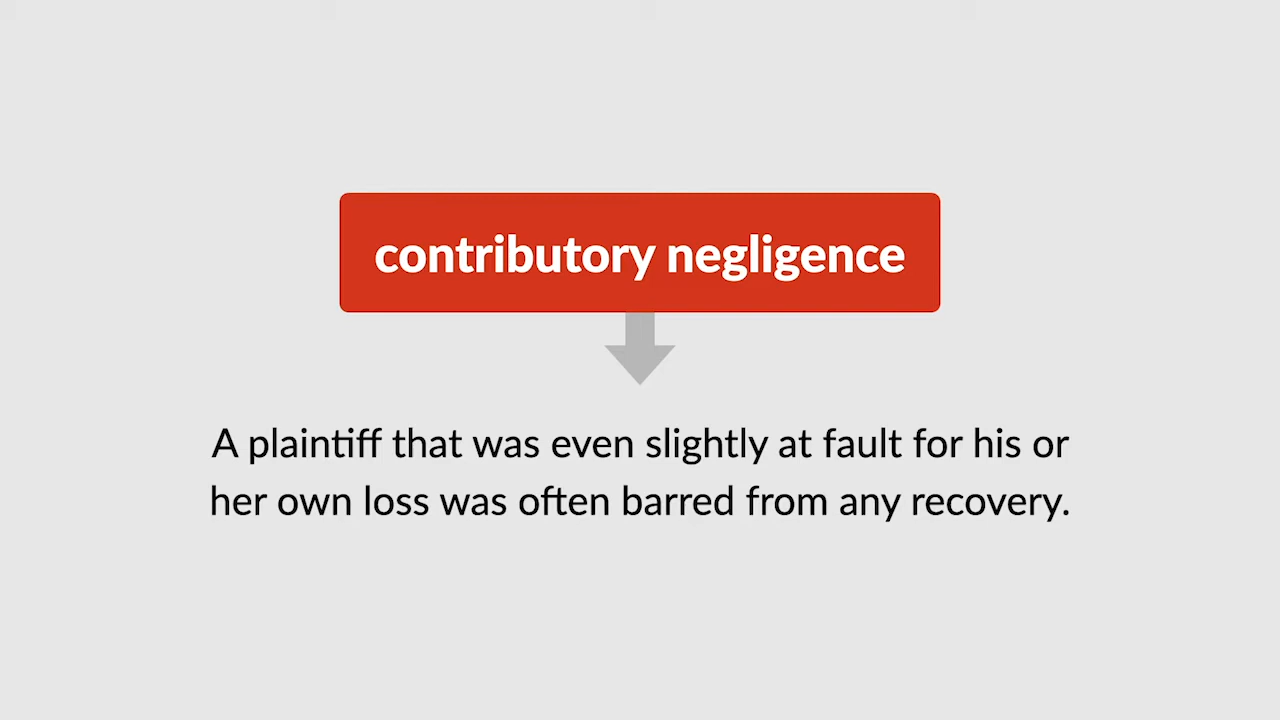 contributory negligence
A plaintiff that was even slightly at fault for his or
her own loss was often barred from any recovery.